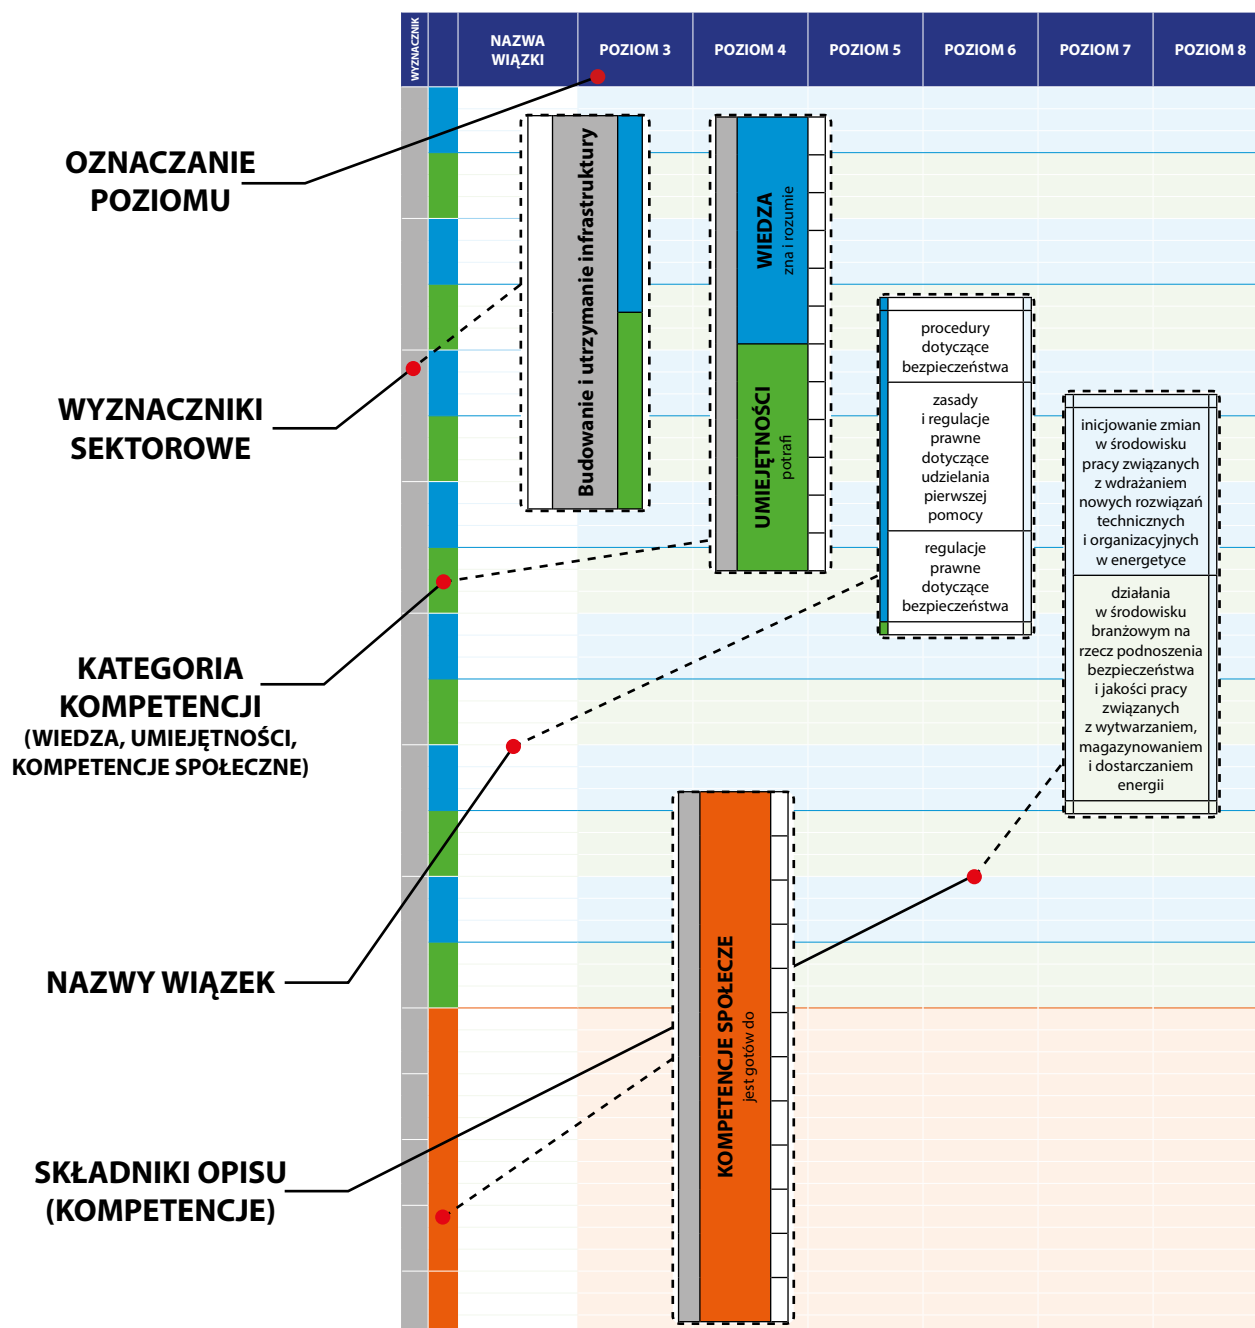 WYZNACZNIK
NAZWA
WIĄZKI
POZIOM 3
POZIOM 4
POZIOM 5
POZIOM 6
POZIOM 7
POZIOM 8
OZNACZANIE
POZIOMU
WYZNACZNIKI
SEKTOROWE
KATEGORIA
KOMPETENCJI
(WIEDZA, UMIEJĘTNOŚCI,
KOMPETENCJE SPOŁECZNE)
NAZWY WIĄZEK
SKŁADNIKI OPISU
(KOMPETENCJE)
Budowanie i utrzymanie infrastruktury
WIEDZA
zna i rozumie
UMIEJĘTNOŚCI
potrafi
procedury
dotyczące
bezpieczeństwa
zasady
i regulacje
prawne
dotyczące
udzielania
pierwszej
pomocy
regulacje
prawne
dotyczące
bezpieczeństwa
inicjowanie zmian
w środowisku
pracy związanych
z wdrażaniem
nowych rozwiązań
technicznych
i organizacyjnych
w energetyce
działania
w środowisku
branżowym na
rzecz podnoszenia
bezpieczeństwa
i jakości pracy
związanych
z wytwarzaniem,
magazynowaniem
i dostarczaniem
energii
KOMPETENCJE SPOŁECZE
jest gotów do